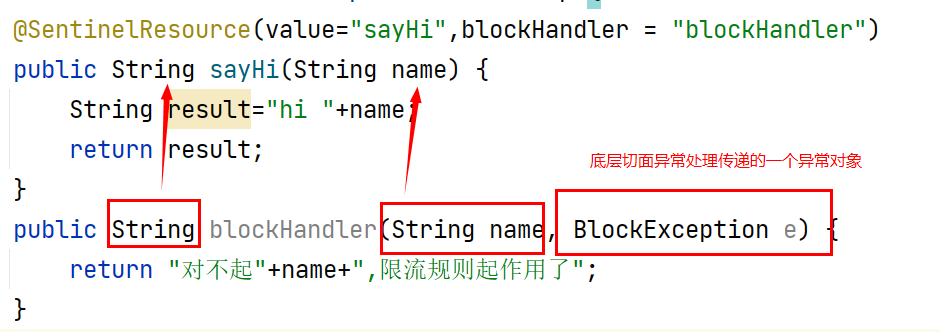 @SentinelResource(value="sayHi",blockHandler = "blockHandler")
public String sayHi(String name) {
String result="hi "+name;
return result;
底层切面异常处理传递的一个异常对象
}
public String blockHandler(String name, BlockException e) {
return "对不起"+name+",限流规则起作用了";
}